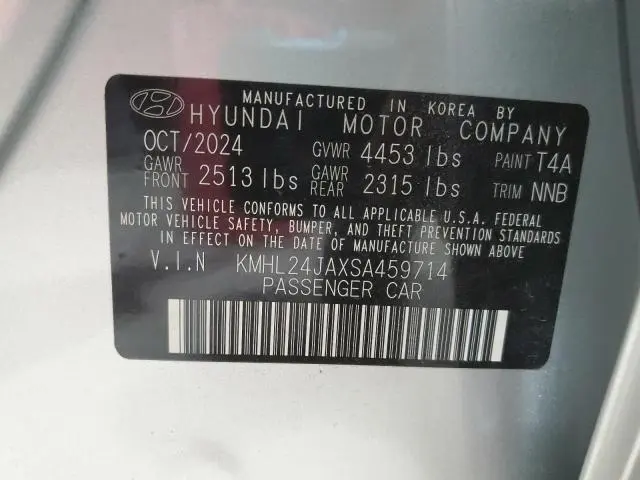 MANUFACTURED IN KOREA BY
HYUNDAI MOTOR COMPANY
OCT/2024 GVWR 4453 lbs PAINT T4A
GAWR FRONT 2513 lbs GAWR REAR 2315 lbs TRIM NNB
THIS VEHICLE CONFORMS TO ALL APPLICABLE U.S.A. FEDERAL
MOTOR VEHICLE SAFETY, BUMPER, AND THEFT PREVENTION STANDARDS
IN EFFECT ON THE DATE OF MANUFACTURE SHOWN ABOVE
V.I.N KMHL24JAXSA459714
PASSENGER CAR